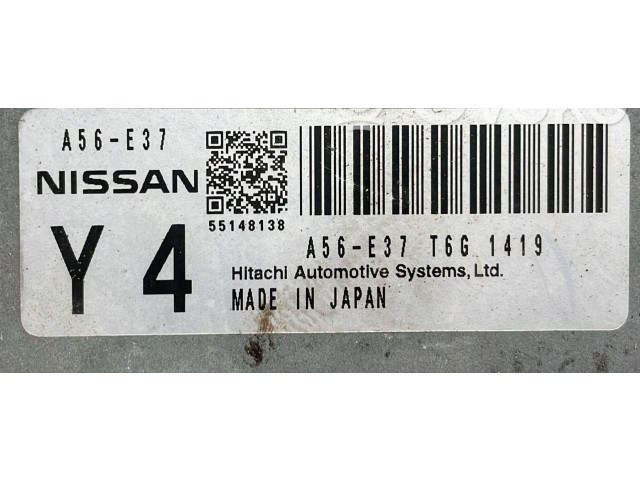 A56-E37
NISSAN
55148138
Y 4
A56-E37 T6G 1419
Hitachi Automotive Systems, Ltd.
MADE IN JAPAN